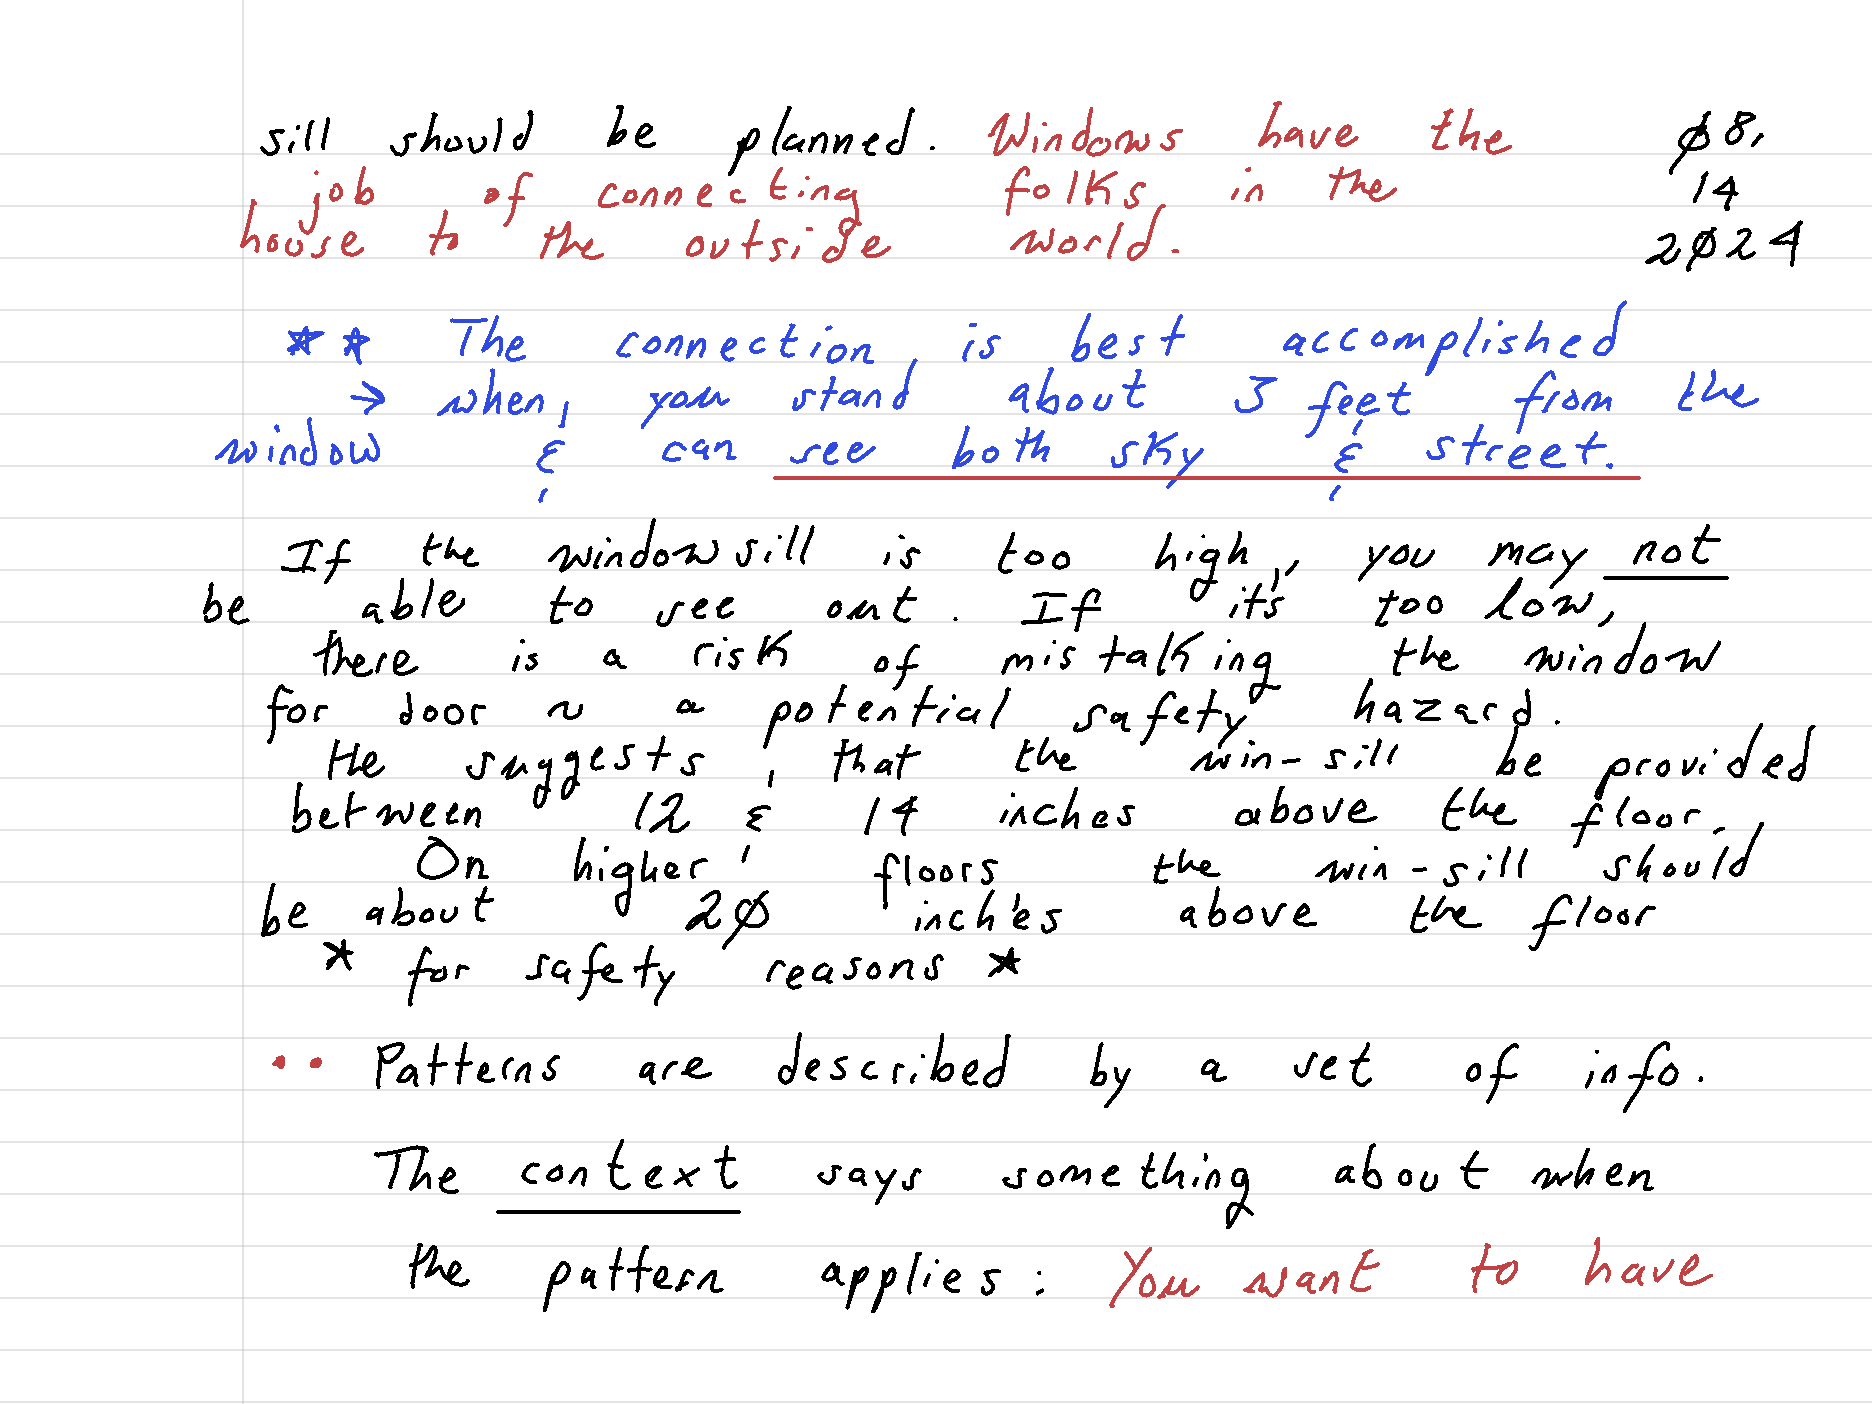 sill should be planned. Windows have the
job of connecting folks in the
house to the outside world.
Ø8,
14
2Ø24
** The connection is best accomplished
→ when, you stand about 3 feet from the
window & can see both sky & street.
If the windowsill is too high, you may not
be able to see out. If it's too low,
there is a risk of mistalking the window
for door ~ a potential safety hazard.
He suggests that the win-sill be provided
between 12 & 14 inches above the floor.
On higher floors the win-sill should
be about 2Ø inches above the floor
* for safety reasons *
.. Patterns are described by a set of info.
The context says something about when
the pattern applies: You want to have